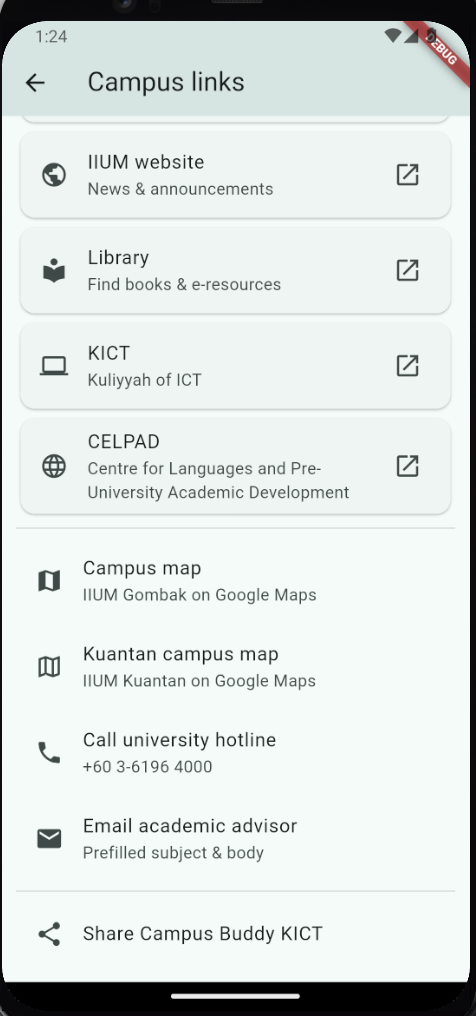 1:24
DEBUG
Campus links
IIUM website
News & announcements
Library
Find books & e-resources
KICT
Kuliyyah of ICT
CELPAD
Centre for Languages and Pre-
University Academic Development
Campus map
IIUM Gombak on Google Maps
Kuantan campus map
IIUM Kuantan on Google Maps
Call university hotline
+60 3-6196 4000
Email academic advisor
Prefilled subject & body
Share Campus Buddy KICT